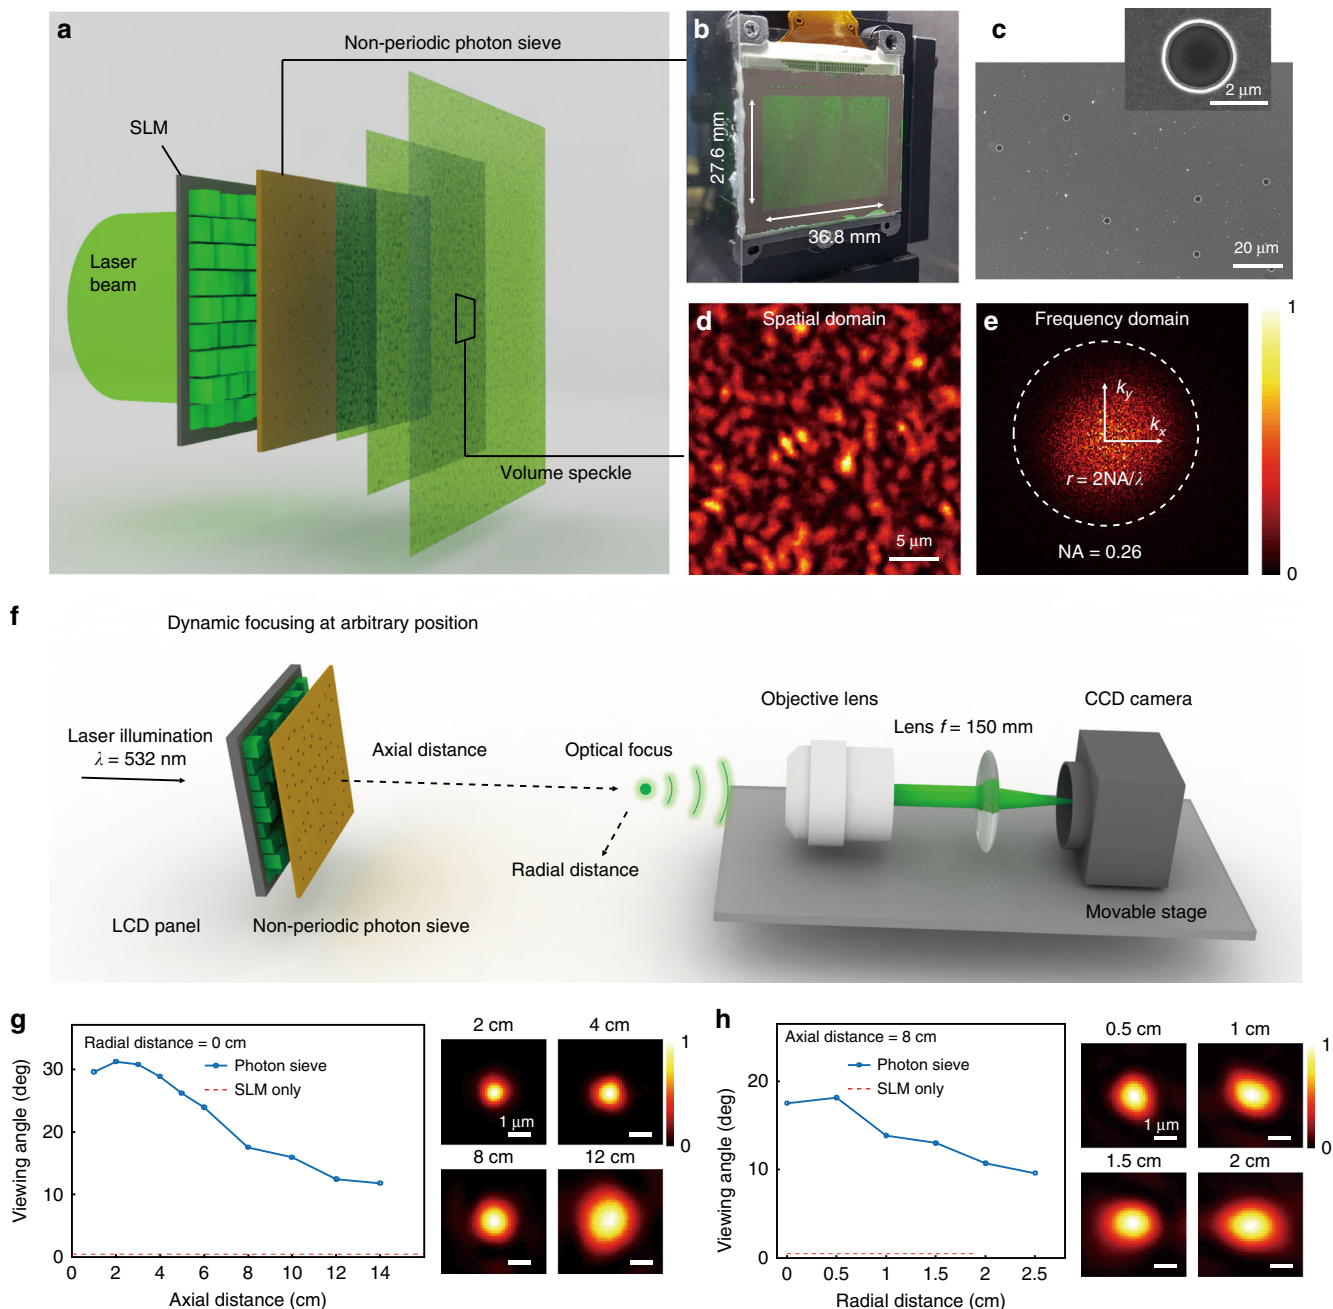 a
Non-periodic photon sieve
SLM
Laser
beam
Volume speckle
b
27.6 mm
36.8 mm
c
2 μm
20 μm
d
Spatial domain
5 μm
e
Frequency domain
k_y
k_x
r = 2NA/λ
NA = 0.26
1
0
f
Dynamic focusing at arbitrary position
Laser illumination
λ = 532 nm
Axial distance
Optical focus
Radial distance
LCD panel
Non-periodic photon sieve
Objective lens
Lens f = 150 mm
CCD camera
Movable stage
g
Radial distance = 0 cm
Photon sieve
SLM only
Viewing angle (deg)
30
20
10
0
0 2 4 6 8 10 12 14
Axial distance (cm)
2 cm
4 cm
1 μm
8 cm
12 cm
1
0
h
Axial distance = 8 cm
Photon sieve
SLM only
Viewing angle (deg)
20
10
0
0 0.5 1 1.5 2 2.5
Radial distance (cm)
0.5 cm
1 cm
1 μm
1.5 cm
2 cm
1
0